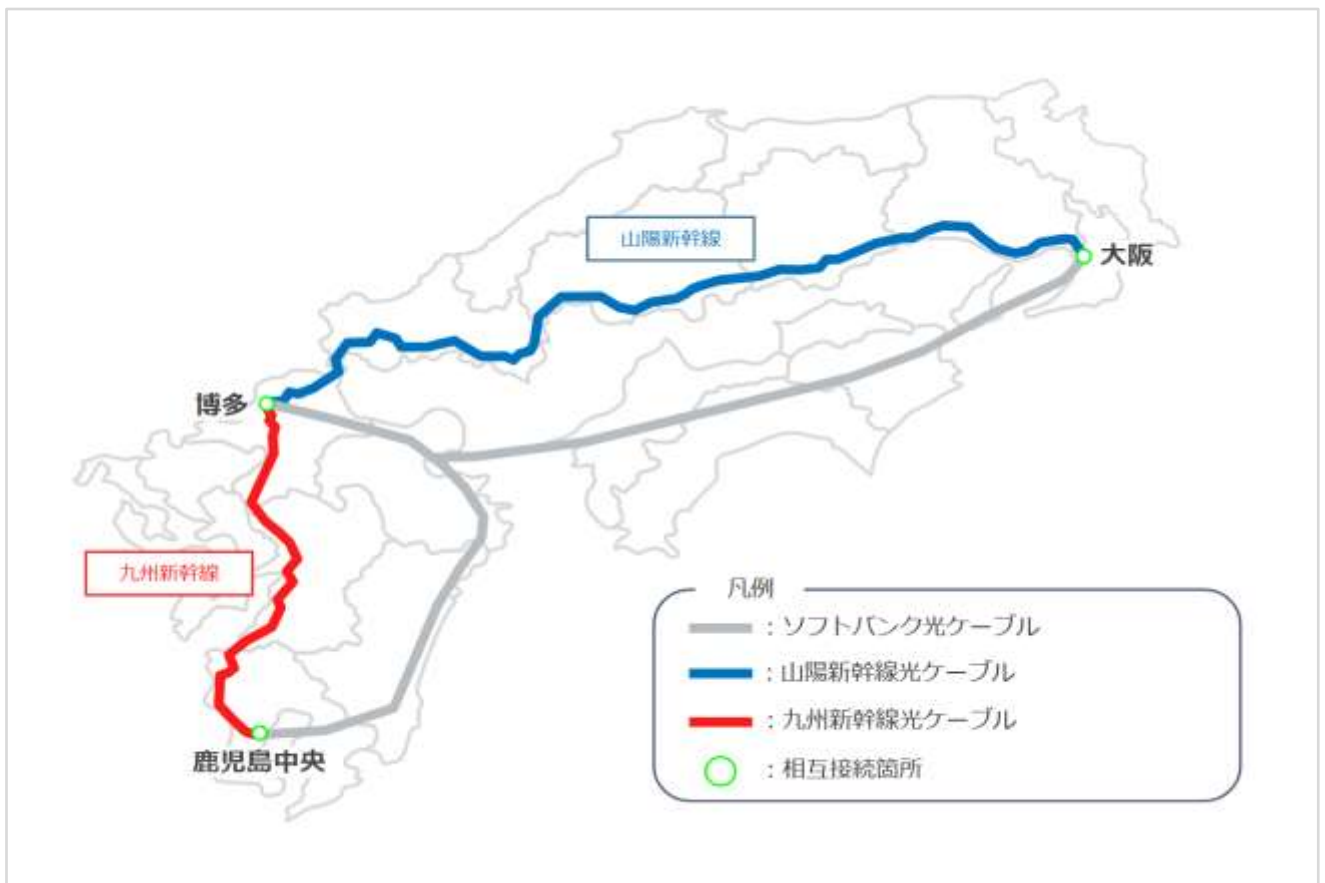 山陽新幹線
大阪
博多
九州新幹線
鹿児島中央
凡例
：ソフトバンク光ケーブル
：山陽新幹線光ケーブル
：九州新幹線光ケーブル
：相互接続箇所